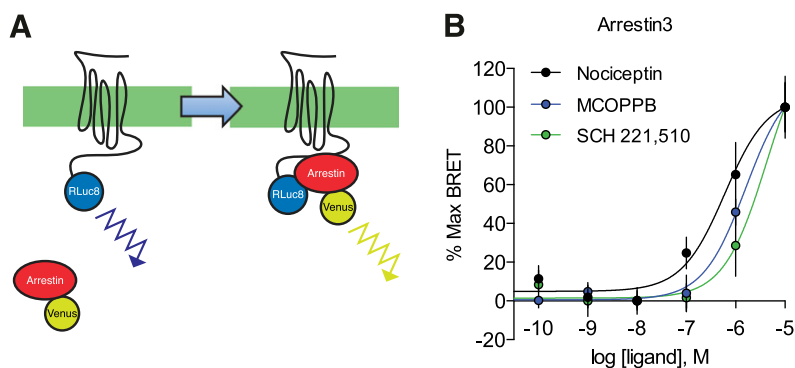 A
RLuc8
Arrestin
Venus
RLuc8
Arrestin
Venus
B
Arrestin3
Nociceptin
MCOPPB
SCH 221,510
% Max BRET
120
100
80
60
40
20
0
-20
-10 -9 -8 -7 -6 -5
log [ligand], M